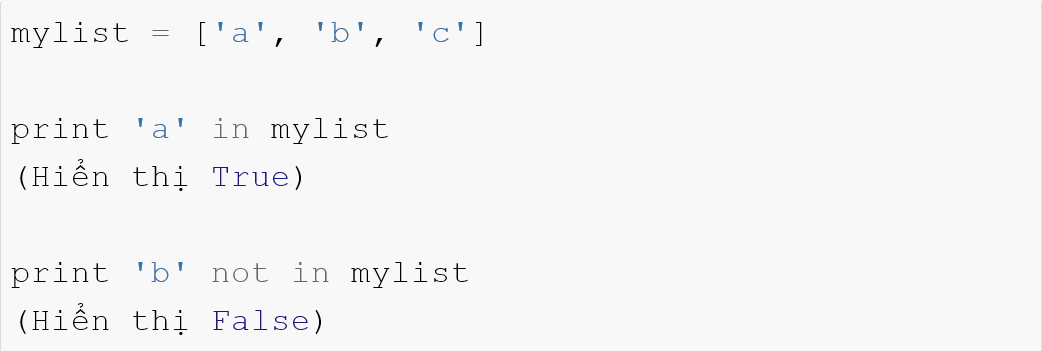 mylist = ['a', 'b', 'c']
print 'a' in mylist
(Hiển thị True)
print 'b' not in mylist
(Hiển thị False)